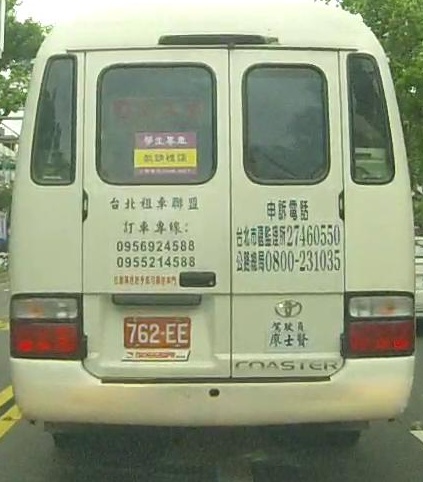 學生專車
台北租車聯盟
訂車專線:
0956924588
0955214588
申訴電話
台北市區監理所27460550
公路總局0800-231035
762-EE
駕駛員
廖士賢
COASTER